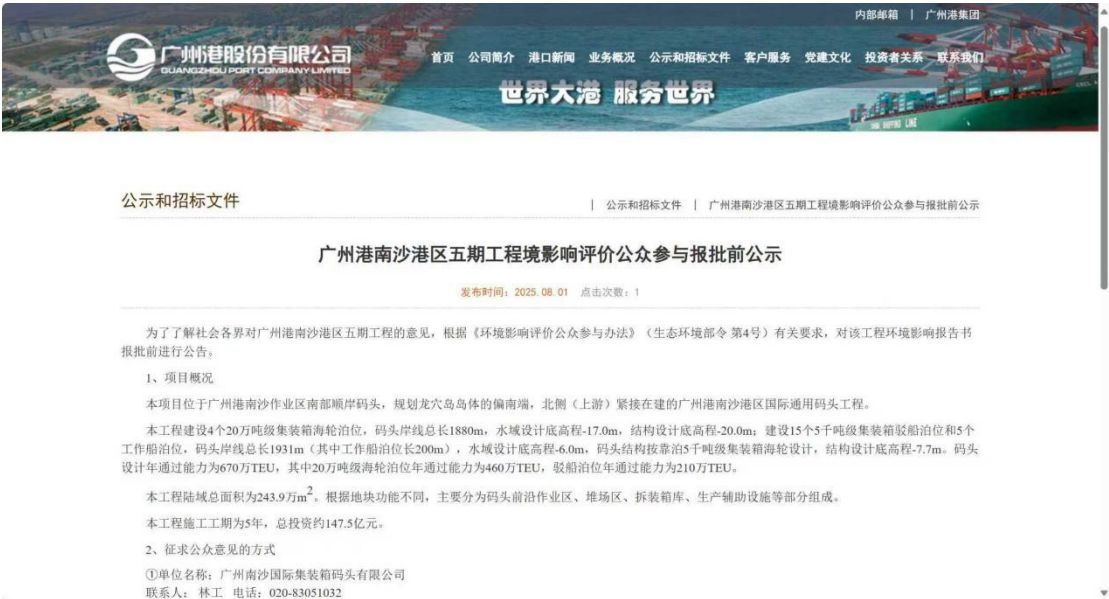 内部邮箱 | 广州港集团
广州港股份有限公司
GUANGZHOU PORT COMPANY LIMITED
首页 公司简介 港口新闻 业务概况 公示和招标文件 客户服务 党建文化 投资者关系 联系我们
世界大港 服务世界
公示和招标文件
| 公示和招标文件 | 广州港南沙港区五期工程境影响评价公众参与报批前公示
广州港南沙港区五期工程境影响评价公众参与报批前公示
发布时间：2025.08.01 点击次数：1
为了了解社会各界对广州港南沙港区五期工程的意见，根据《环境影响评价公众参与办法》（生态环境部令 第4号）有关要求，对该工程环境影响报告书
报批前进行公告。
1、项目概况
本项目位于广州港南沙作业区南部顺岸码头，规划龙穴岛岛体的偏南端，北侧（上游）紧接在建的广州港南沙港区国际通用码头工程。
本工程建设4个20万吨级集装箱海轮泊位，码头岸线总长1880m，水域设计底高程-17.0m，结构设计底高程-20.0m；建设15个5千吨级集装箱驳船泊位和5个
工作船泊位，码头岸线总长1931m（其中工作船泊位长200m），水域设计底高程-6.0m，码头结构按靠泊5千吨级集装箱海轮设计，结构设计底高程-7.7m。码头
设计年通过能力为670万TEU，其中20万吨级海轮泊位年通过能力为460万TEU，驳船泊位年通过能力为210万TEU。
本工程陆域总面积为243.9万m²。根据地块功能不同，主要分为码头前沿作业区、堆场区、拆装箱库、生产辅助设施等部分组成。
本工程施工工期为5年，总投资约147.5亿元。
2、征求公众意见的方式
①单位名称：广州南沙国际集装箱码头有限公司
联系人： 林工 电话：020-83051032